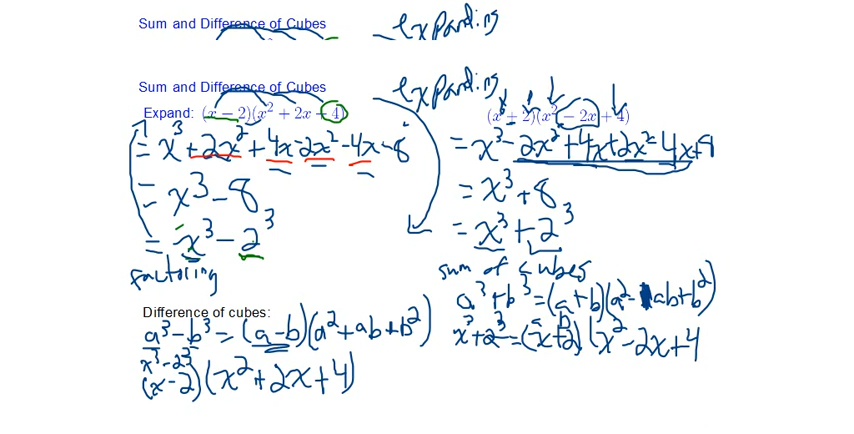 Sum and Difference of Cubes
expanding
Sum and Difference of Cubes
expanding
Expand: (x − 2)(x² + 2x + 4)
(x + 2)(x² − 2x + 4)
= x³ + 2x² + 4x − 2x² − 4x − 8
= x³ − 2x² + 4x + 2x² − 4x + 8
= x³ − 8
= x³ + 8
= x³ − 2³
= x³ + 2³
factoring
sum of cubes
a³ + b³ = (a + b)(a² − ab + b²)
Difference of cubes:
a³ − b³ = (a − b)(a² + ab + b²)
x³ + 2³ = (x + 2)(x² − 2x + 4
a b
x³ − 2³
(x − 2)(x² + 2x + 4)